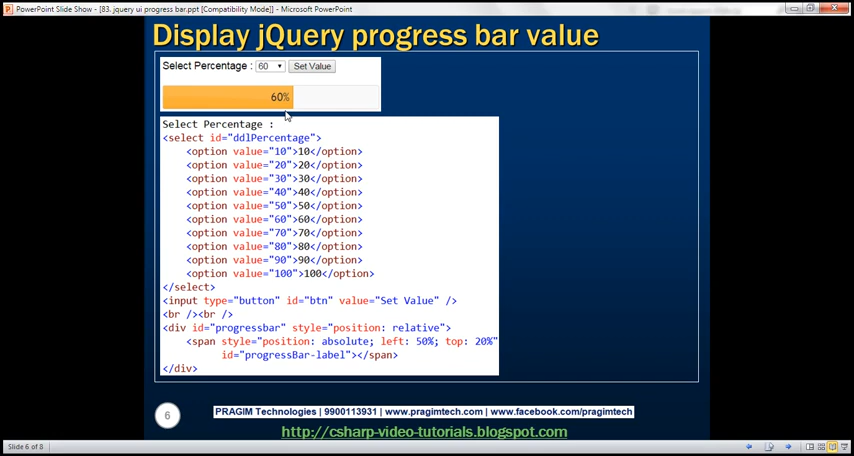 PowerPoint Slide Show - [83. jquery ui progress bar.ppt [Compatibility Mode]] - Microsoft PowerPoint
Display jQuery progress bar value
Select Percentage : 60 Set Value
60%
Select Percentage :
<select id="ddlPercentage">
<option value="10">10</option>
<option value="20">20</option>
<option value="30">30</option>
<option value="40">40</option>
<option value="50">50</option>
<option value="60">60</option>
<option value="70">70</option>
<option value="80">80</option>
<option value="90">90</option>
<option value="100">100</option>
</select>
<input type="button" id="btn" value="Set Value" />
<br /><br />
<div id="progressbar" style="position: relative">
<span style="position: absolute; left: 50%; top: 20%"
id="progressBar-label"></span>
</div>
6
PRAGIM Technologies | 9900113931 | www.pragimtech.com | www.facebook.com/pragimtech
http://csharp-video-tutorials.blogspot.com
Slide 6 of 8